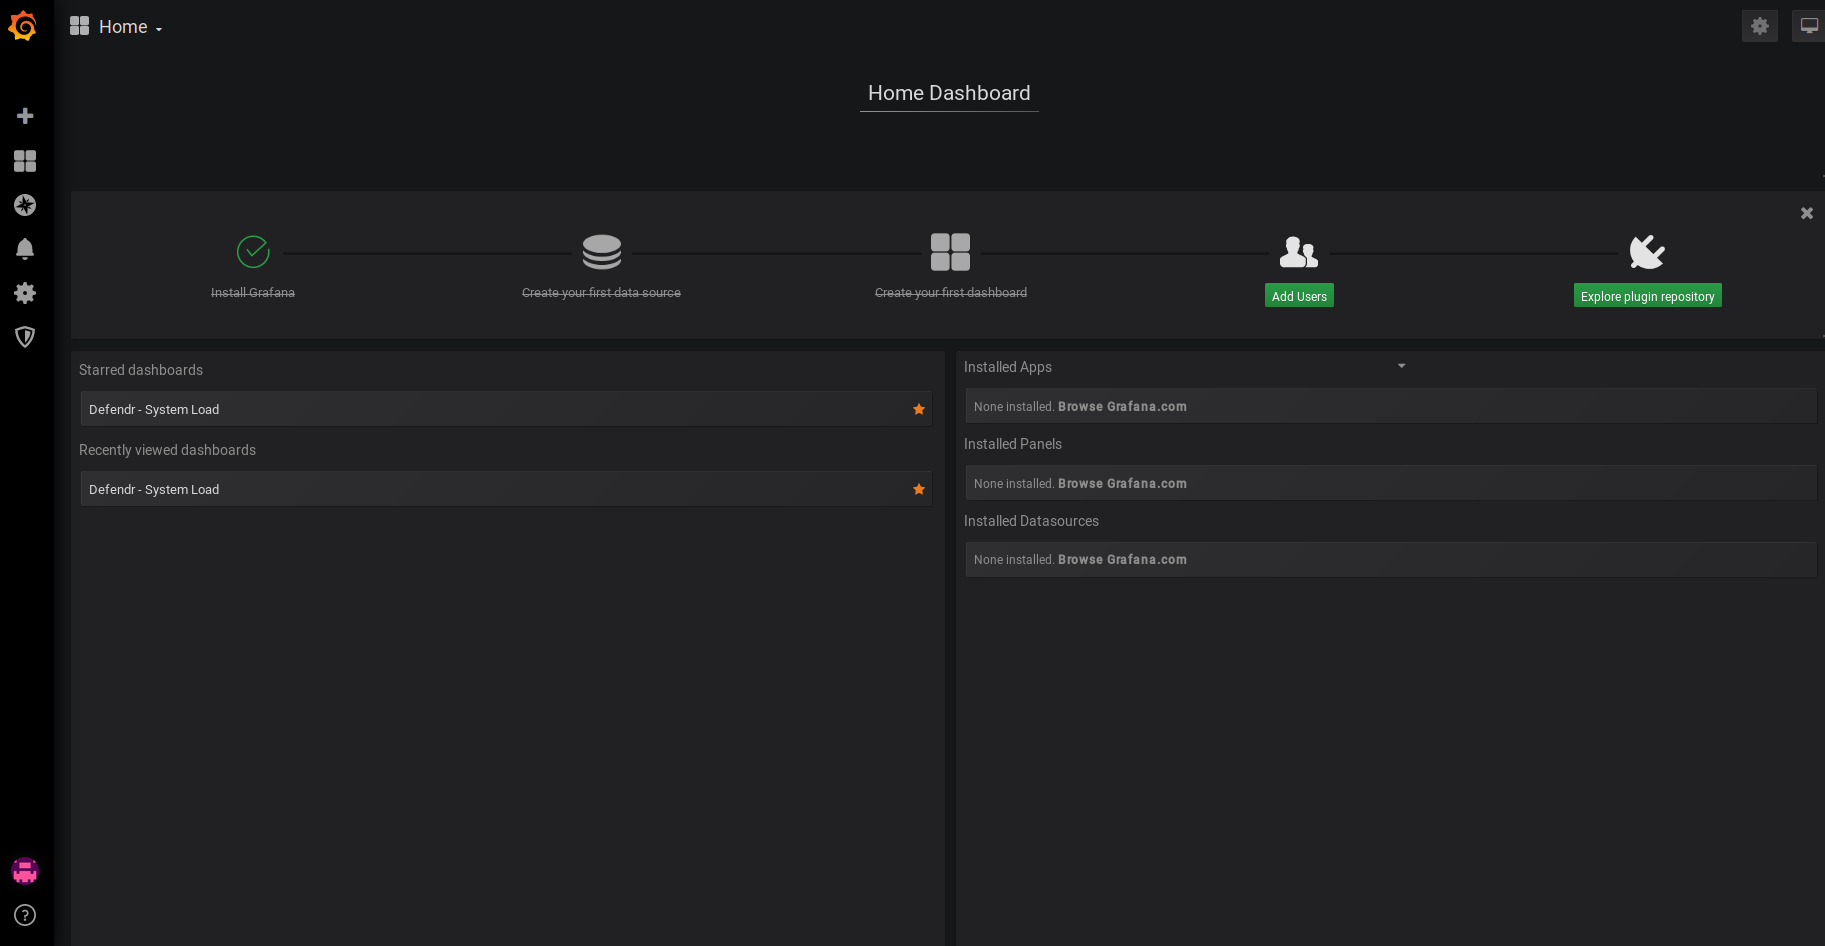 Home
Home Dashboard
Install Grafana
Create your first data source
Create your first dashboard
Add Users
Explore plugin repository
Starred dashboards
Defendr - System Load
Recently viewed dashboards
Defendr - System Load
Installed Apps
None installed. Browse Grafana.com
Installed Panels
None installed. Browse Grafana.com
Installed Datasources
None installed. Browse Grafana.com